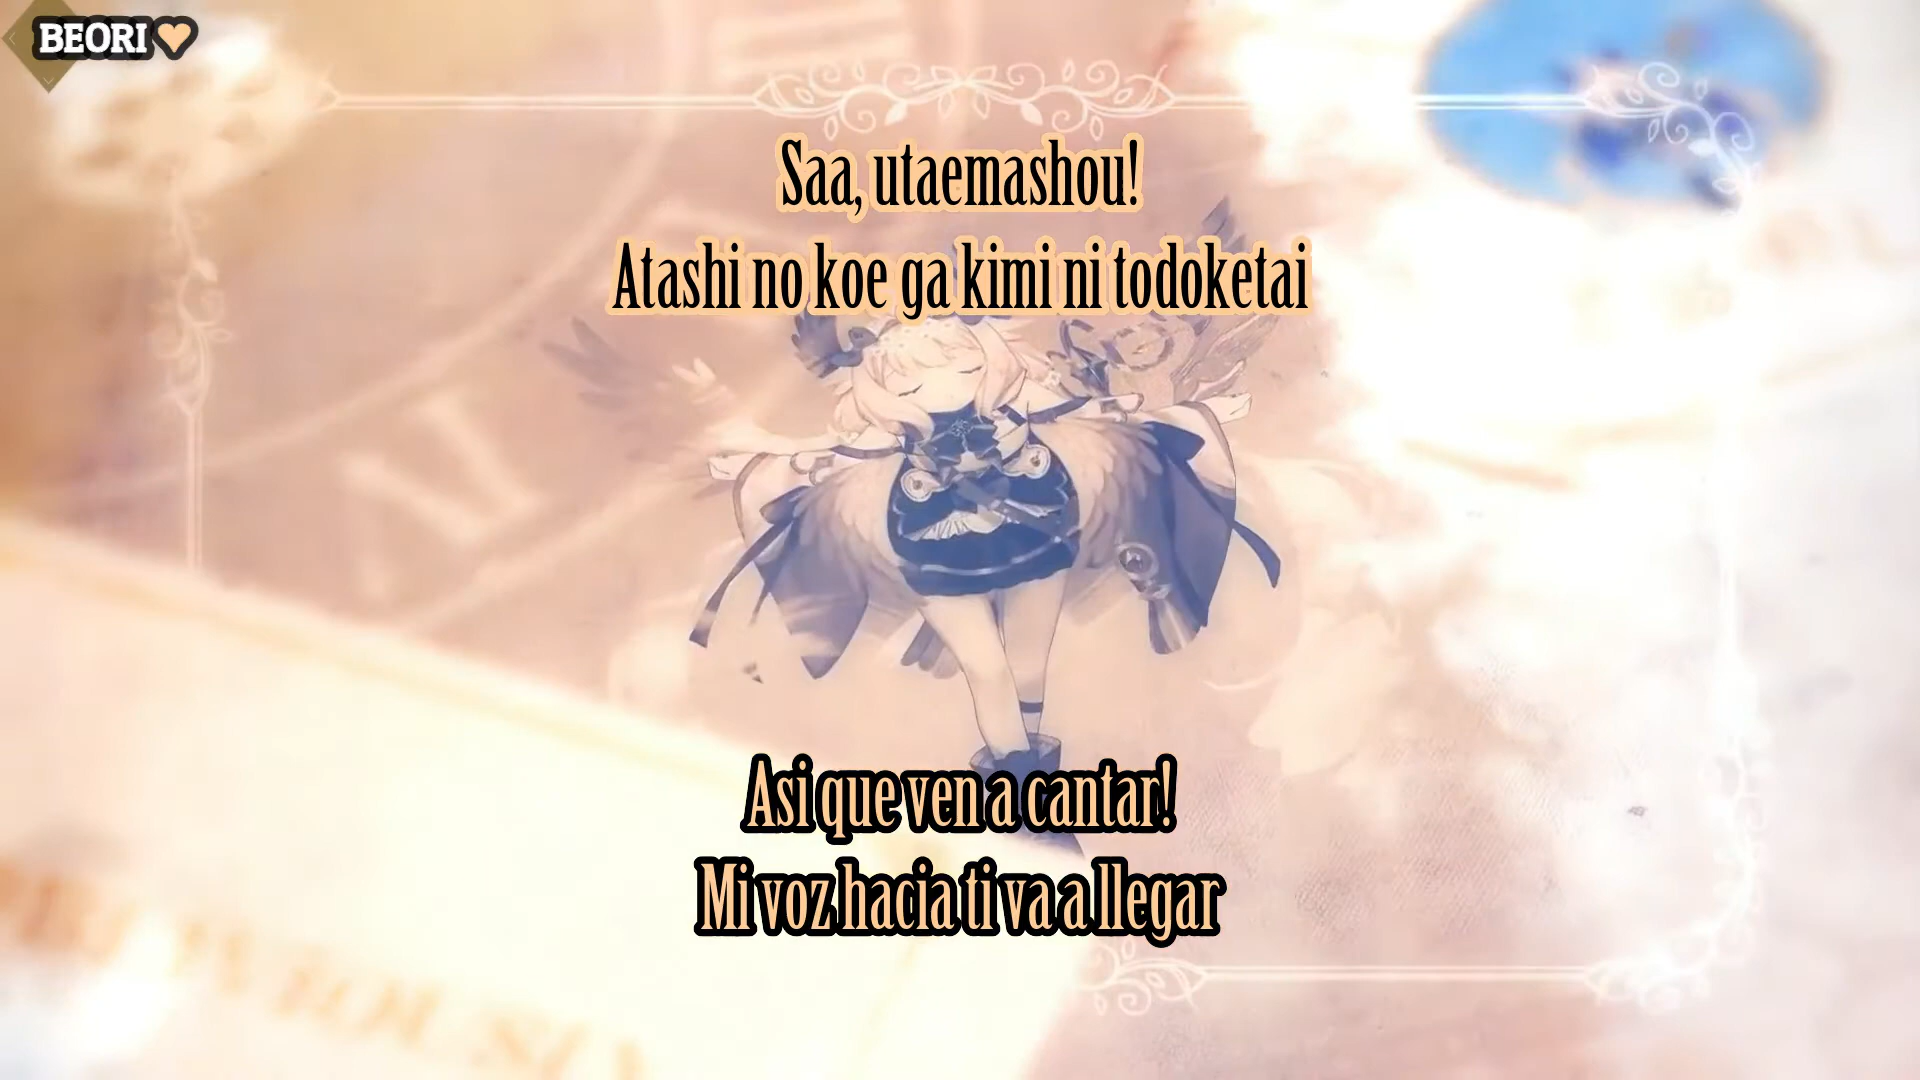 BEORI
Saa, utaemashou!
Atashi no koe ga kimi ni todoketai
Asi que ven a cantar!
Mi voz hacia ti va a llegar